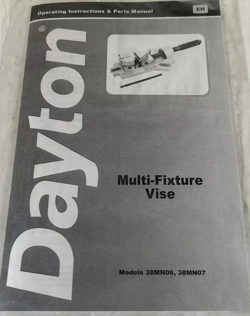 Operating Instructions & Parts Manual
EN
Dayton®
Multi-Fixture
Vise
Models 38MN06, 38MN07